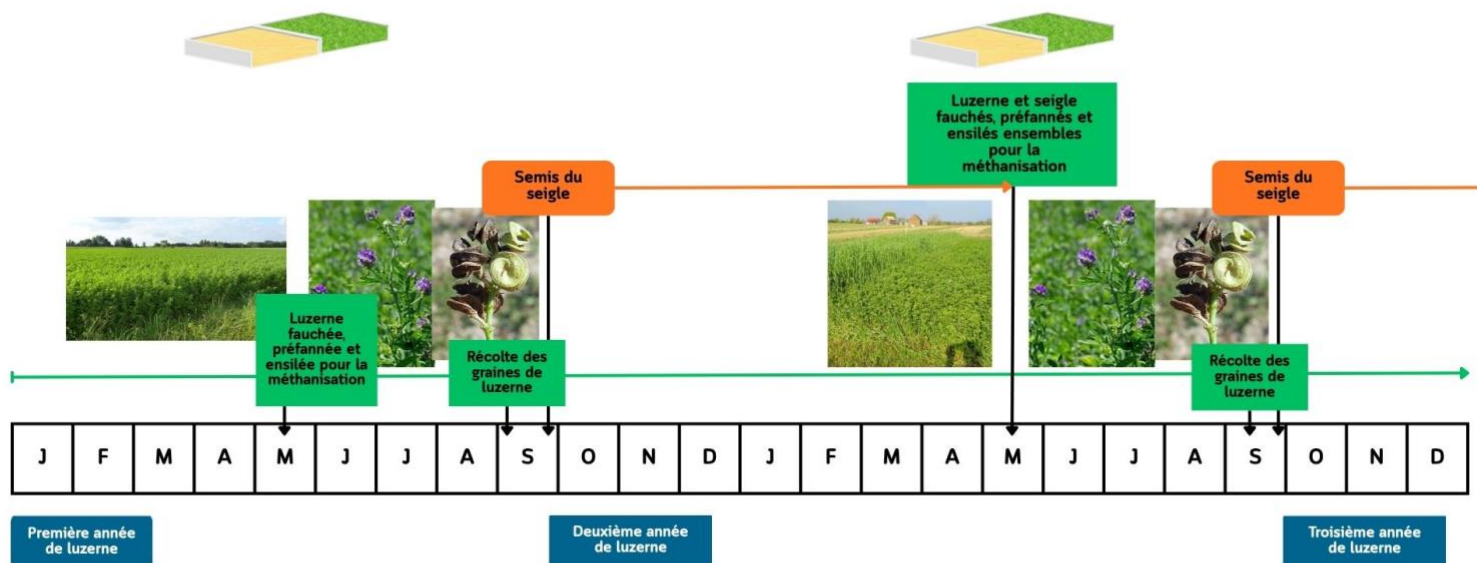 Luzerne et seigle
fauchés, préfannés et
ensilés ensembles
pour la
méthanisation
Semis du
seigle
Semis du
seigle
Luzerne
fauchée,
préfannée et
ensilée pour la
méthanisation
Récolte des
graines de
luzerne
Récolte des
graines de
luzerne
J F M A M J J A S O N D J F M A M J J A S O N D
Première année
de luzerne
Deuxième année
de luzerne
Troisième année
de luzerne